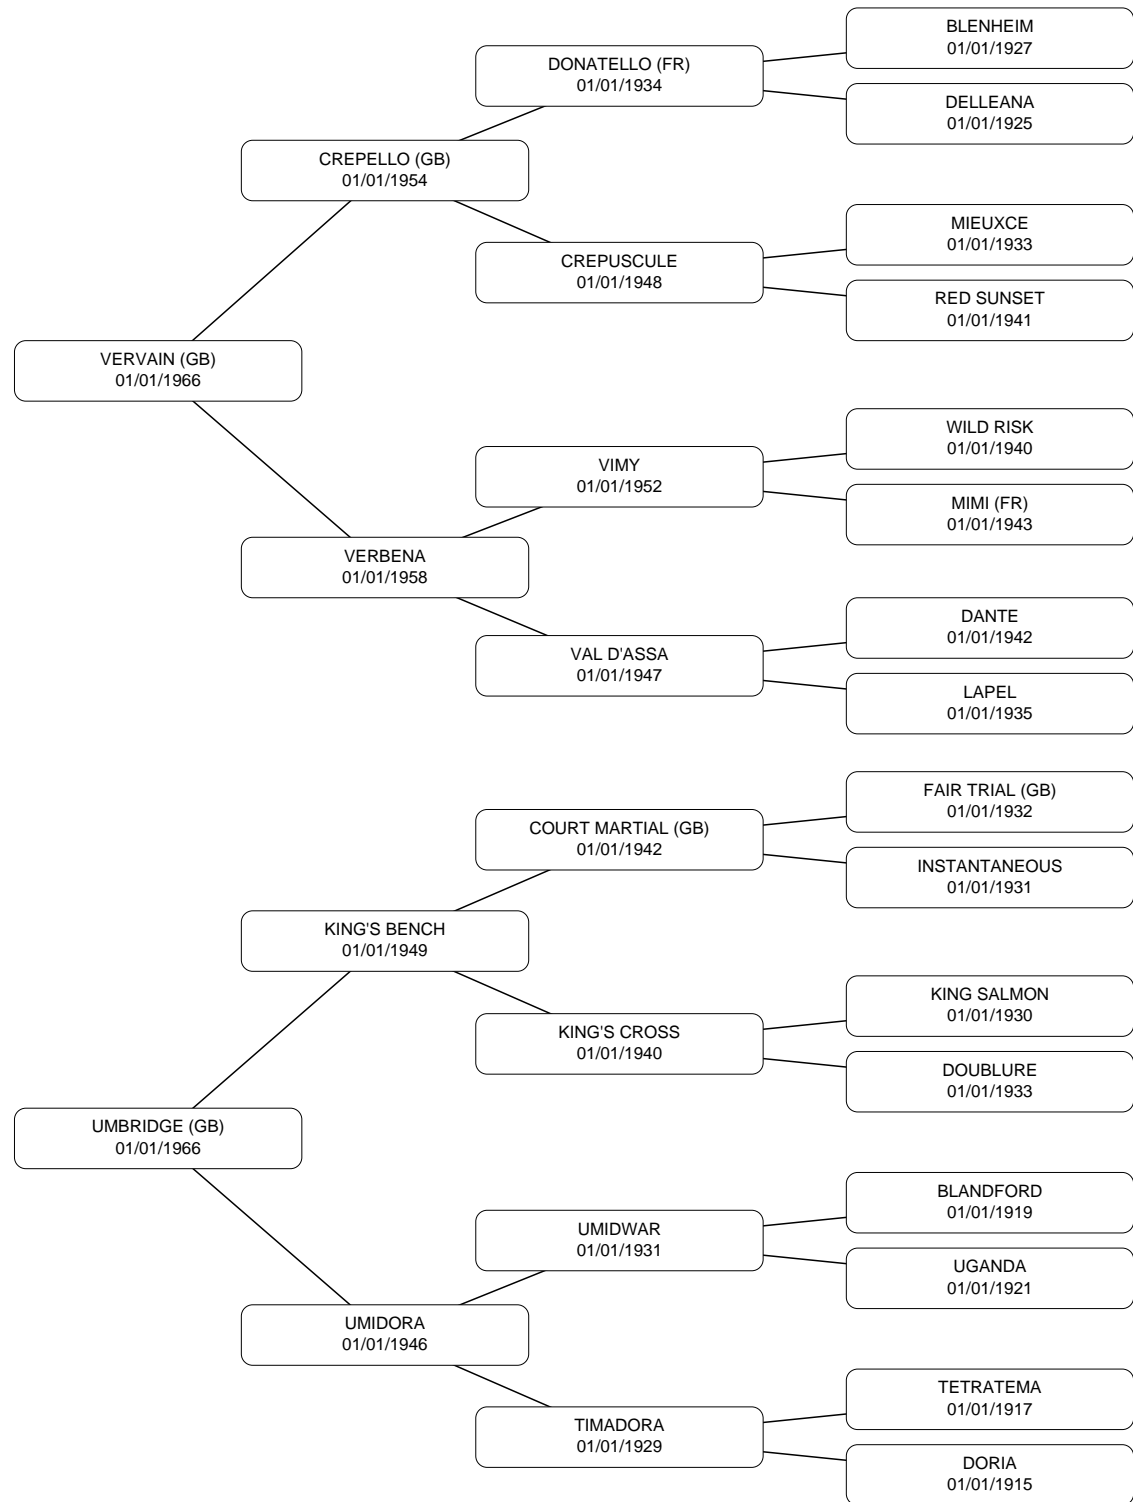 BLENHEIM
01/01/1927
DONATELLO (FR)
01/01/1934
DELLEANA
01/01/1925
CREPELLO (GB)
01/01/1954
MIEUXCE
01/01/1933
CREPUSCULE
01/01/1948
RED SUNSET
01/01/1941
VERVAIN (GB)
01/01/1966
WILD RISK
01/01/1940
VIMY
01/01/1952
MIMI (FR)
01/01/1943
VERBENA
01/01/1958
DANTE
01/01/1942
VAL D'ASSA
01/01/1947
LAPEL
01/01/1935
FAIR TRIAL (GB)
01/01/1932
COURT MARTIAL (GB)
01/01/1942
INSTANTANEOUS
01/01/1931
KING'S BENCH
01/01/1949
KING SALMON
01/01/1930
KING'S CROSS
01/01/1940
DOUBLURE
01/01/1933
UMBRIDGE (GB)
01/01/1966
BLANDFORD
01/01/1919
UMIDWAR
01/01/1931
UGANDA
01/01/1921
UMIDORA
01/01/1946
TETRATEMA
01/01/1917
TIMADORA
01/01/1929
DORIA
01/01/1915